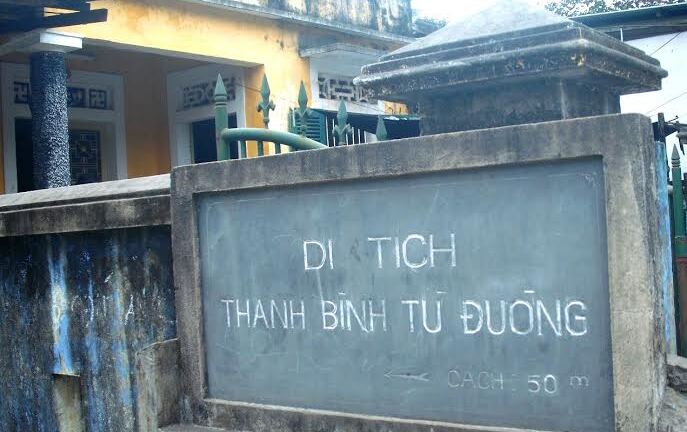 DI TÍCH
THANH BÌNH TỪ ĐƯỜNG
← CÁCH : 50 m